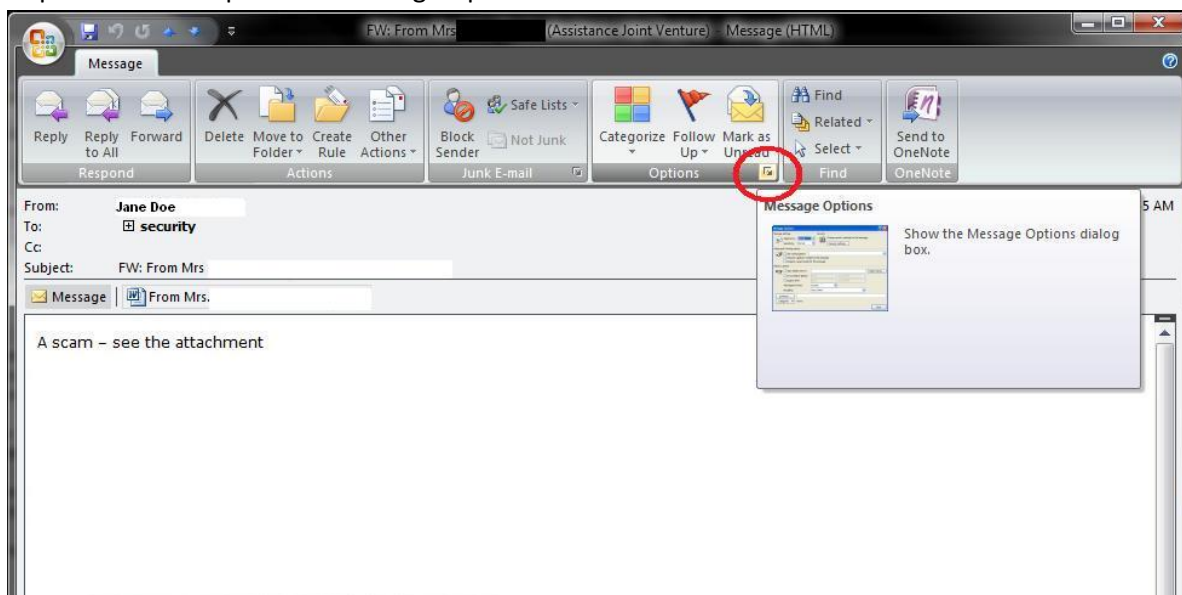 FW: From Mrs (Assistance Joint Venture) - Message (HTML)
Message
Reply
Reply to All
Forward
Respond
Delete
Move to Folder
Create Rule
Other Actions
Actions
Block Sender
Safe Lists
Not Junk
Junk E-mail
Categorize
Follow Up
Mark as Unread
Options
Find
Related
Select
Find
Send to OneNote
OneNote
From: Jane Doe
5 AM
To: security
Cc:
Subject: FW: From Mrs
Message
From Mrs.
Message Options
Show the Message Options dialog
box.
A scam – see the attachment